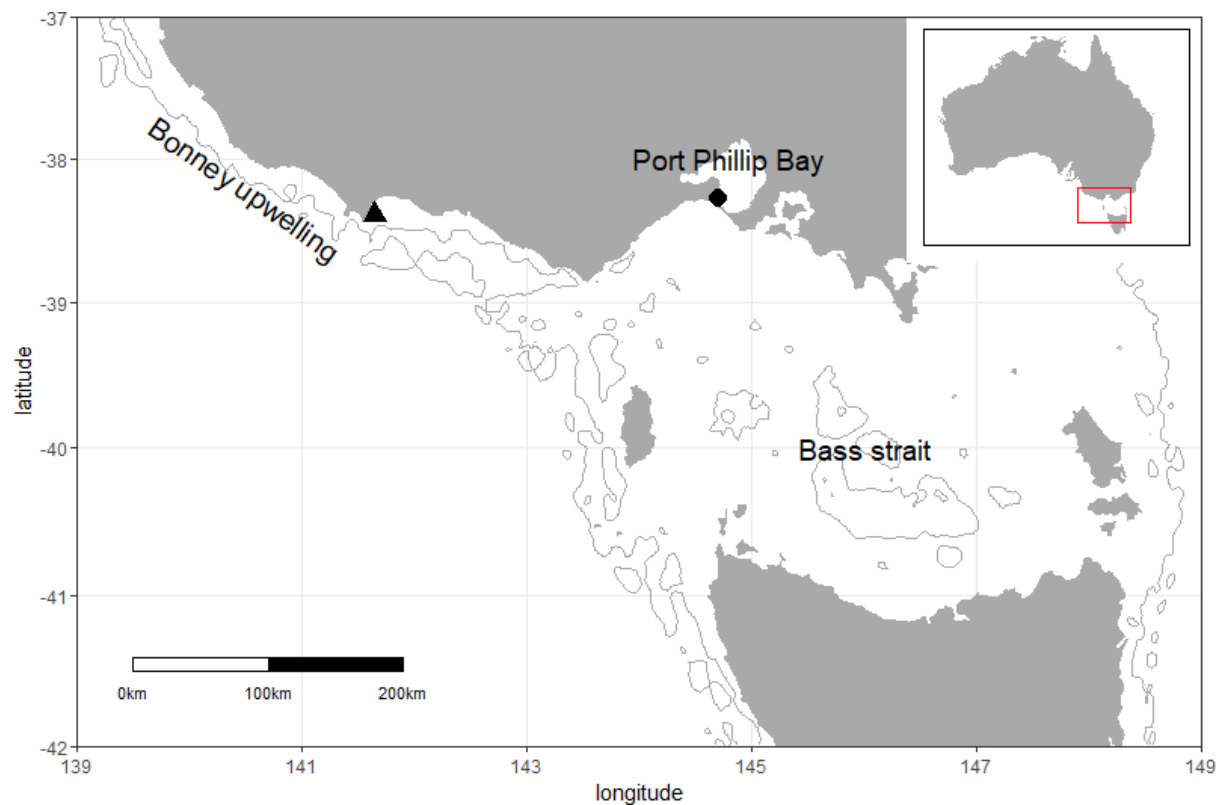 -37
-38
-39
-40
-41
-42
latitude
Bonney upwelling
Port Phillip Bay
Bass strait
0km 100km 200km
139 141 143 145 147 149
longitude